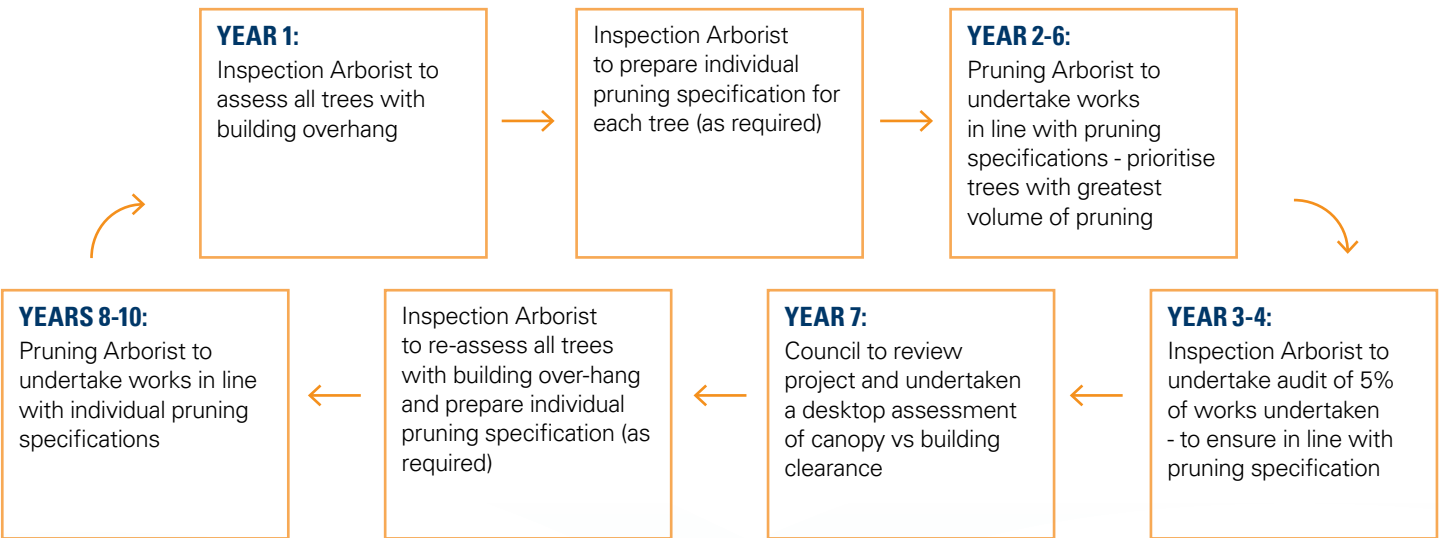 YEAR 1:
Inspection Arborist to
assess all trees with
building overhang
Inspection Arborist
to prepare individual
pruning specification for
each tree (as required)
YEAR 2-6:
Pruning Arborist to
undertake works
in line with pruning
specifications - prioritise
trees with greatest
volume of pruning
YEAR 3-4:
Inspection Arborist to
undertake audit of 5%
of works undertaken
- to ensure in line with
pruning specification
YEAR 7:
Council to review
project and undertaken
a desktop assessment
of canopy vs building
clearance
Inspection Arborist
to re-assess all trees
with building over-hang
and prepare individual
pruning specification (as
required)
YEARS 8-10:
Pruning Arborist to
undertake works in line
with individual pruning
specifications